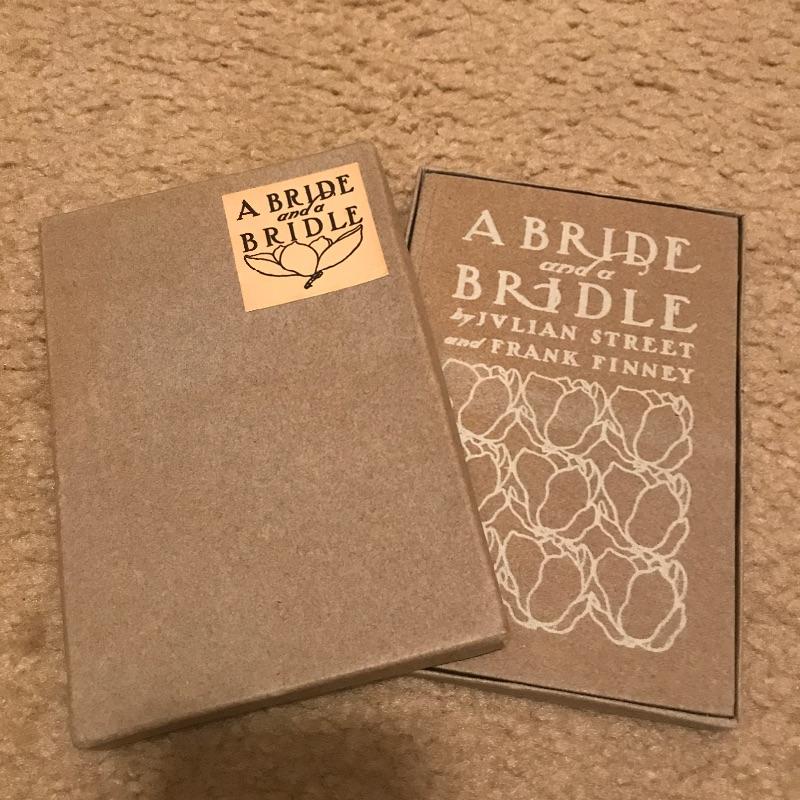 A BRIDE
and a
BRIDLE
A BRIDE
and a
BRIDLE
by JVLIAN STREET
and FRANK FINNEY